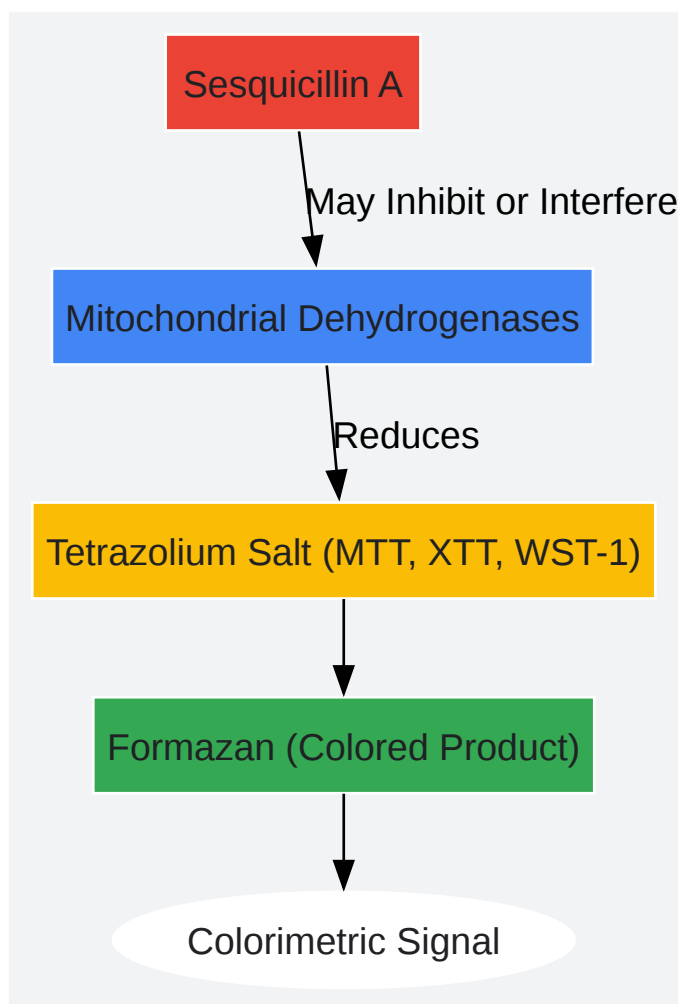 Sesquicillin A
May Inhibit or Interfere
Mitochondrial Dehydrogenases
Reduces
Tetrazolium Salt (MTT, XTT, WST-1)
Formazan (Colored Product)
Colorimetric Signal